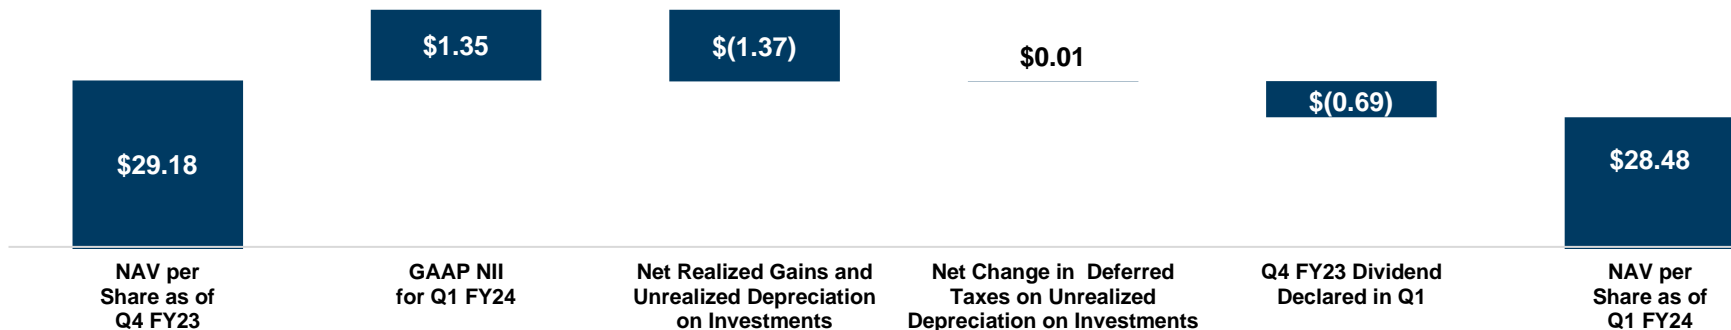 $29.18
$1.35
$(1.37)
$0.01
$(0.69)
$28.48
NAV per
Share as of
Q4 FY23
GAAP NII
for Q1 FY24
Net Realized Gains and
Unrealized Depreciation
on Investments
Net Change in Deferred
Taxes on Unrealized
Depreciation on Investments
Q4 FY23 Dividend
Declared in Q1
NAV per
Share as of
Q1 FY24